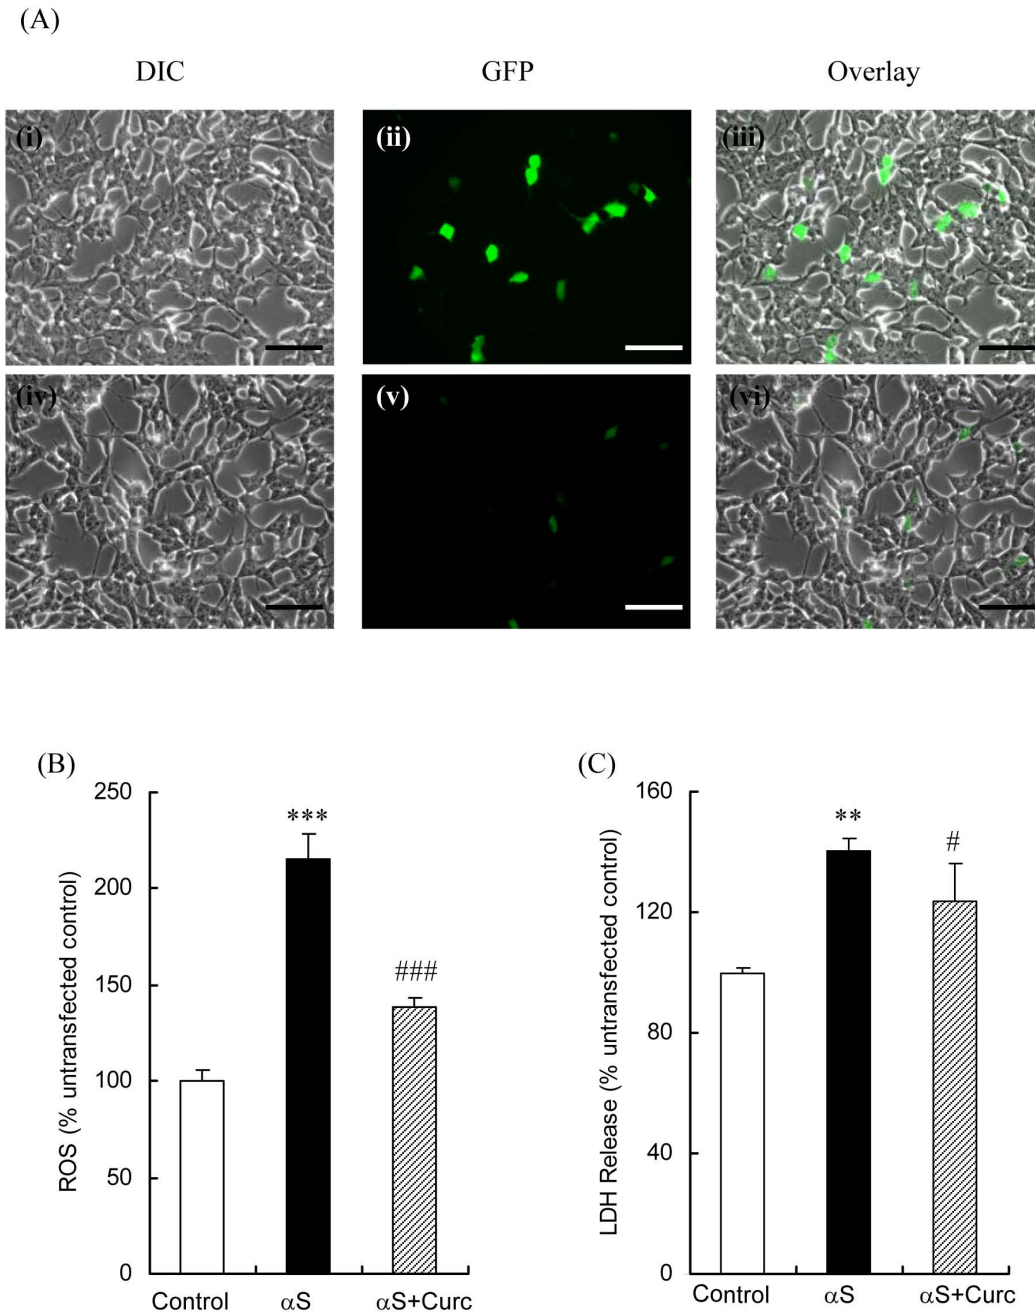 (A)
DIC GFP Overlay
(i) (ii) (iii)
(iv) (v) (vi)
(B) (C)
ROS (% untransfected control)
250
200
150
100
50
0
***
###
Control αS αS+Curc
LDH Release (% untransfected control)
160
120
80
40
0
**
#
Control αS αS+Curc